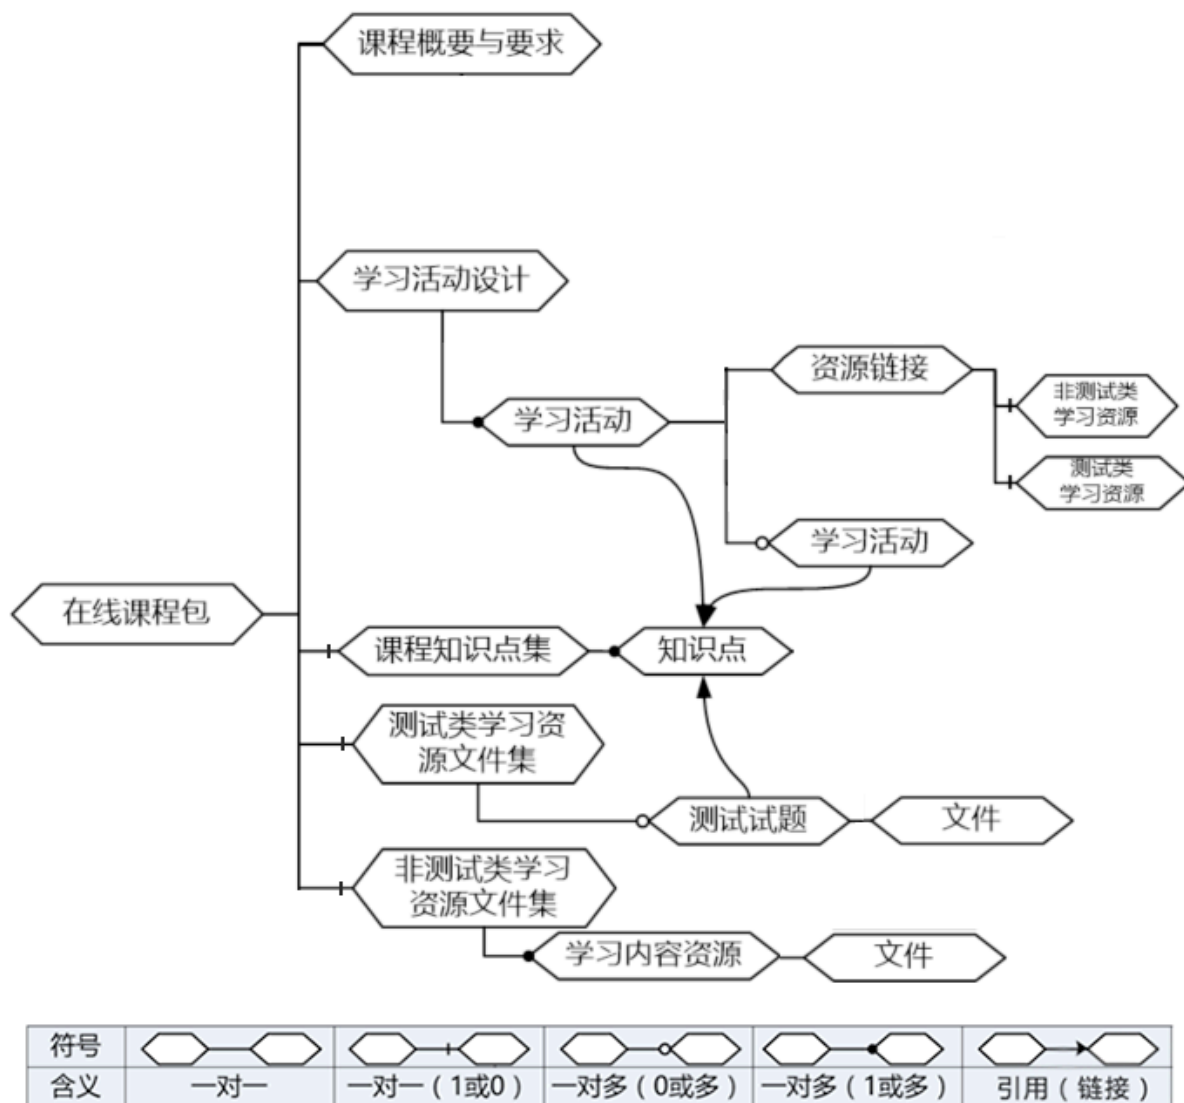 课程概要与要求
学习活动设计
资源链接
非测试类
学习资源
学习活动
测试类
学习资源
学习活动
在线课程包
课程知识点集
知识点
测试类学习资
源文件集
测试试题
文件
非测试类学习
资源文件集
学习内容资源
文件
符号
含义
一对一
一对一（1或0）
一对多（0或多）
一对多（1或多）
引用（链接）